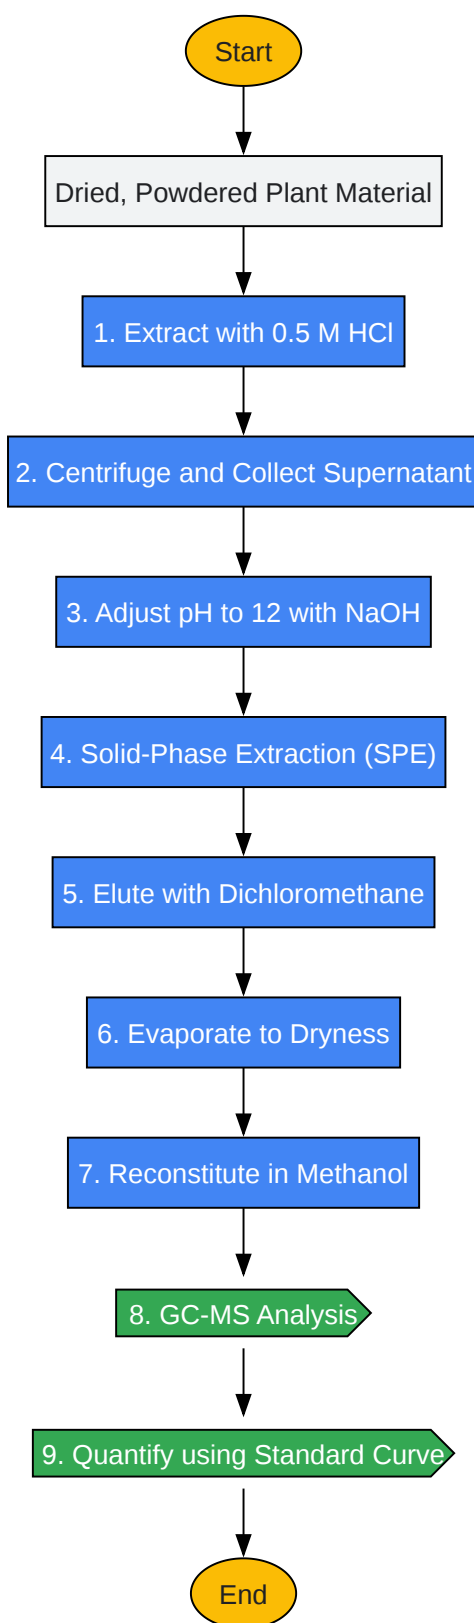 Start
Dried, Powdered Plant Material
1. Extract with 0.5 M HCl
2. Centrifuge and Collect Supernatant
3. Adjust pH to 12 with NaOH
4. Solid-Phase Extraction (SPE)
5. Elute with Dichloromethane
6. Evaporate to Dryness
7. Reconstitute in Methanol
8. GC-MS Analysis
9. Quantify using Standard Curve
End